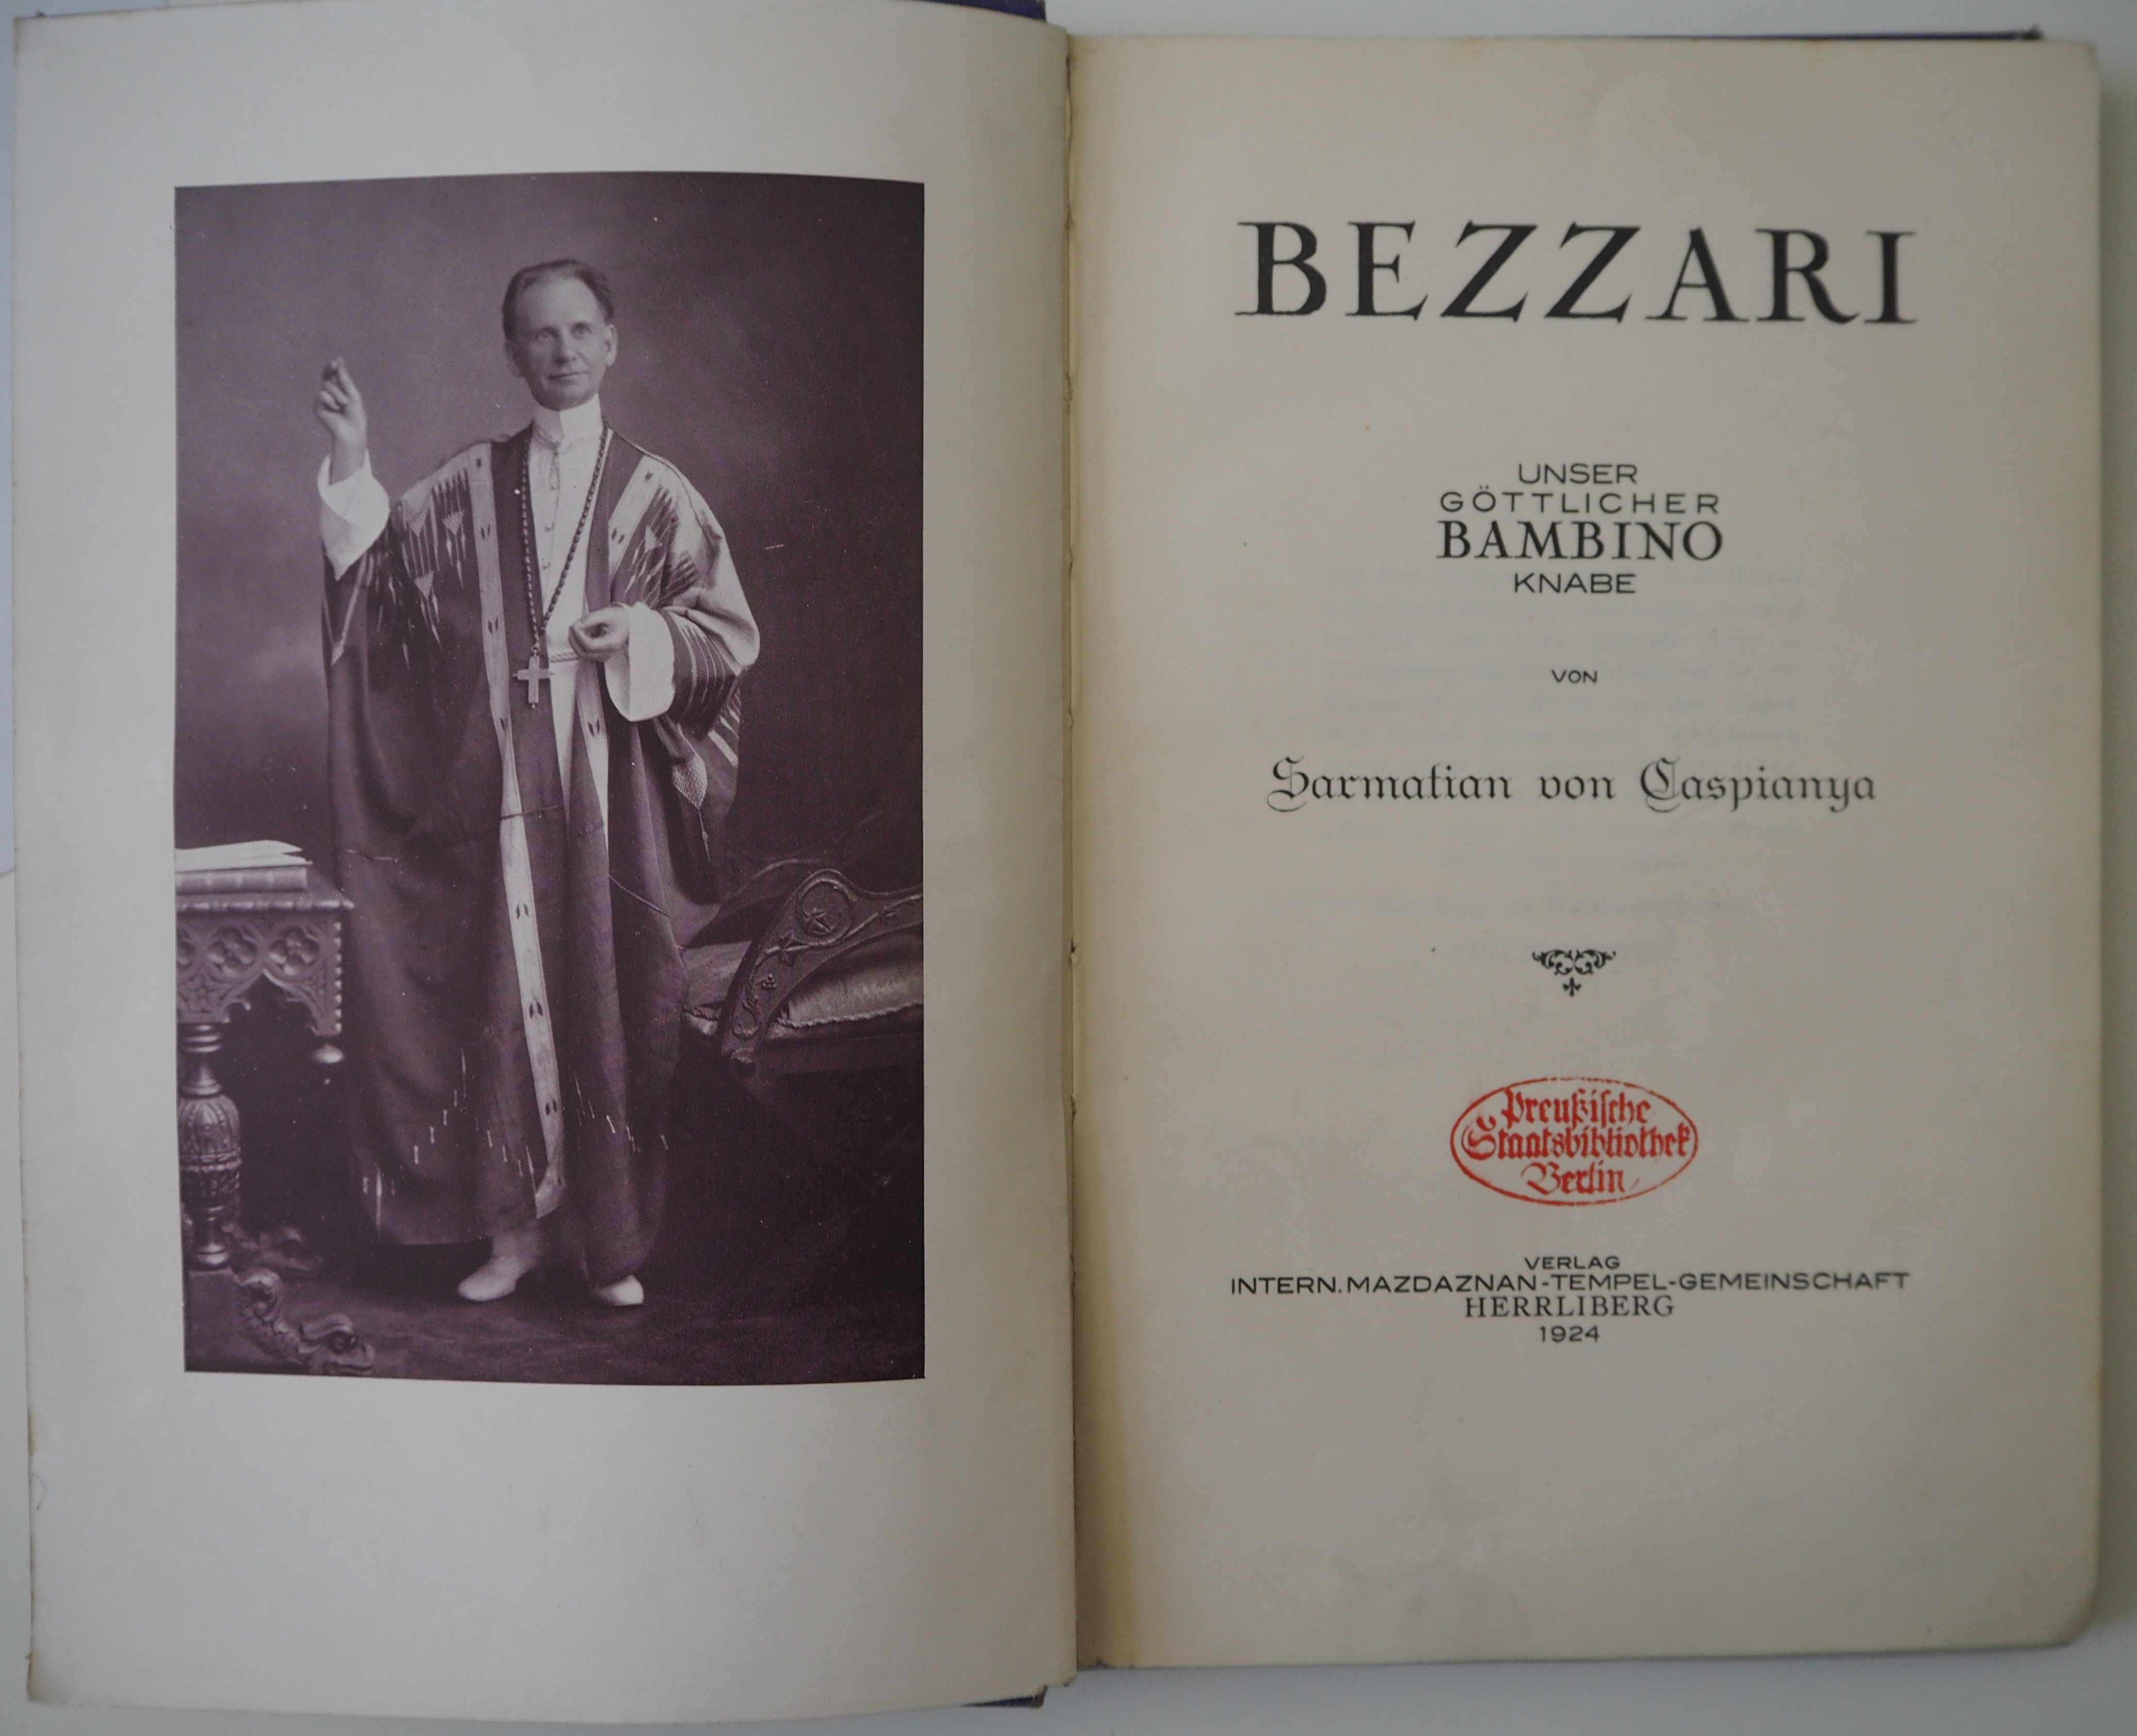 BEZZARI
UNSER
GÖTTLICHER
BAMBINO
KNABE
VON
Sarmatian von Caspianya
Preußische
Staatsbibliothek
Berlin
VERLAG
INTERN. MAZDAZNAN-TEMPEL-GEMEINSCHAFT
HERRLIBERG
1924